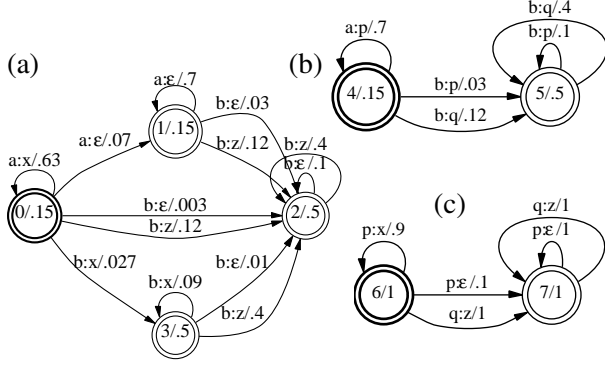 (a)
a:ε/.7
1/.15
b:ε/.03
a:ε/.07
b:z/.12
a:x/.63
b:z/.4
b:ε/.1
0/.15
b:ε/.003
b:z/.12
2/.5
b:x/.027
b:x/.09
b:ε/.01
3/.5
b:z/.4
(b)
a:p/.7
b:q/.4
b:p/.1
4/.15
b:p/.03
5/.5
b:q/.12
(c)
p:x/.9
q:z/1
p:ε/1
6/1
p:ε/.1
7/1
q:z/1